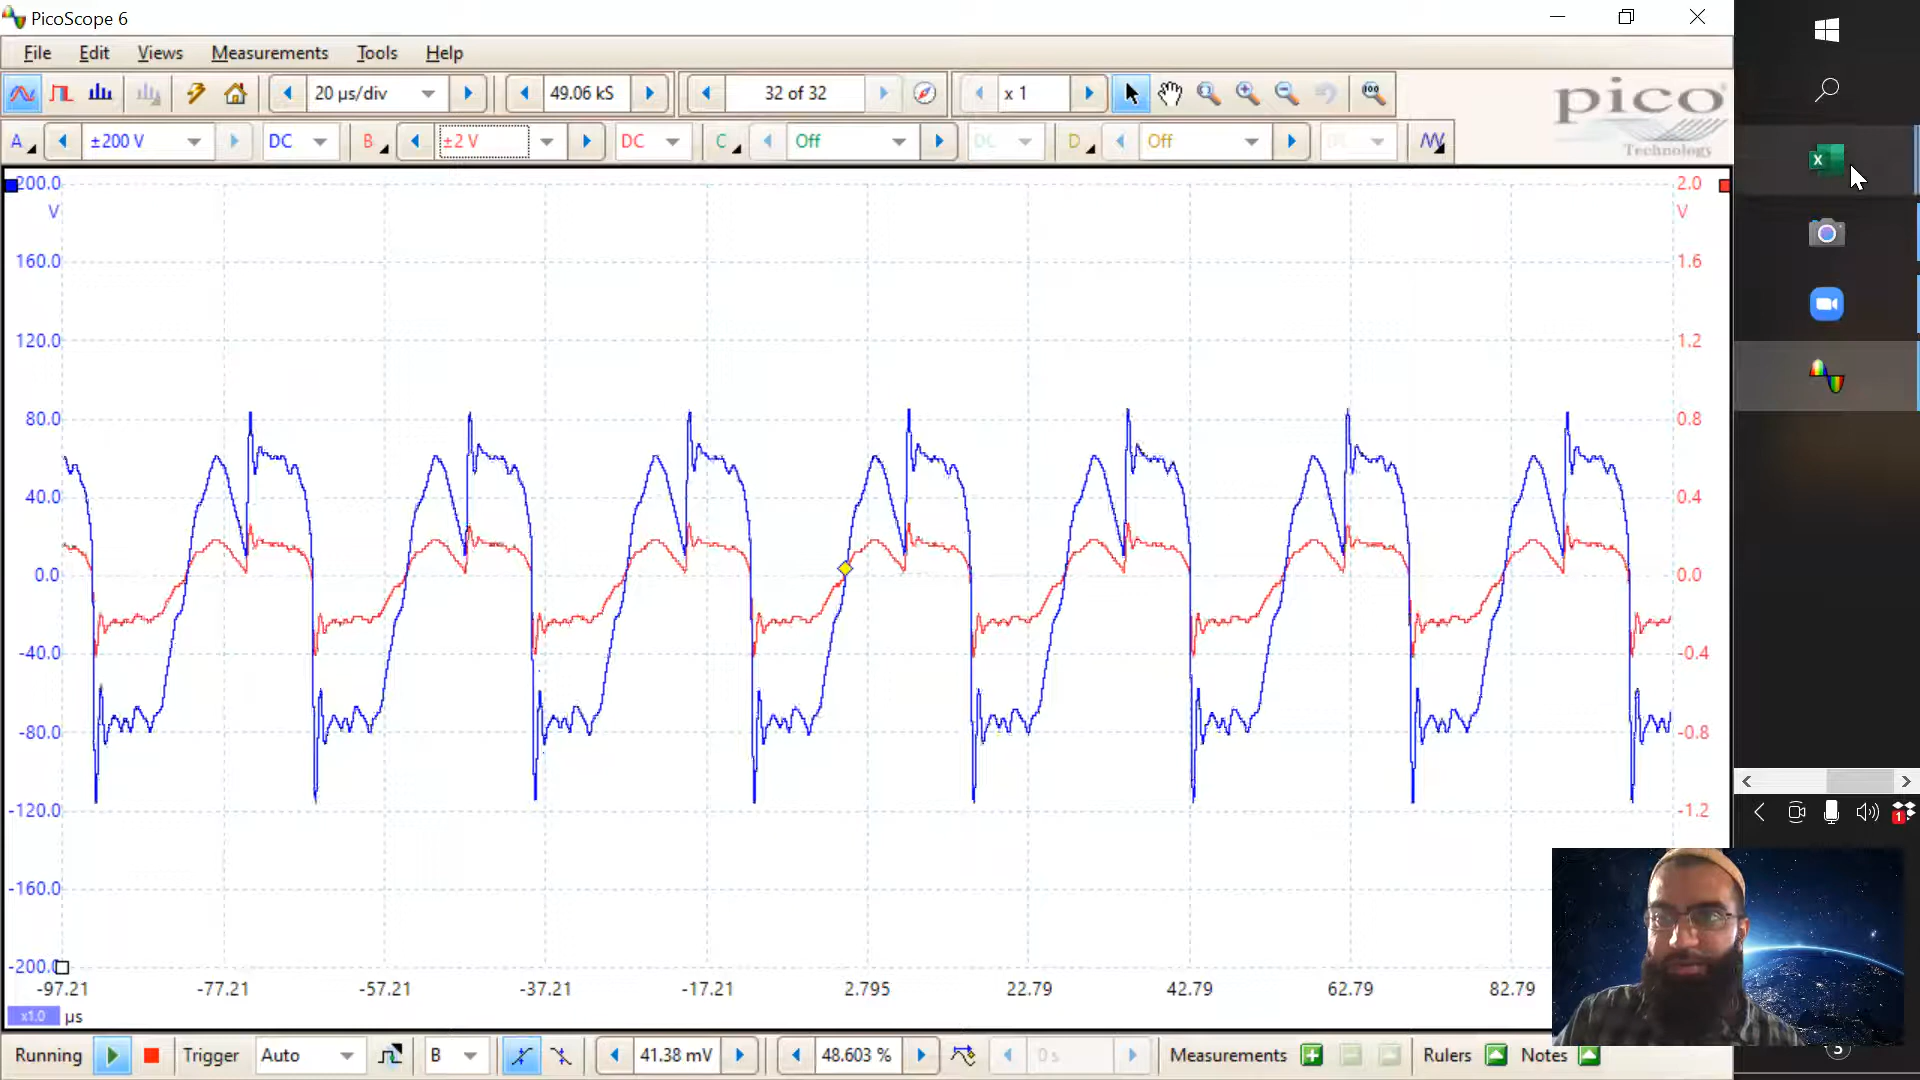 PicoScope 6
File Edit Views Measurements Tools Help
20 µs/div 49.06 kS 32 of 32 x 1
pico
Technology
A ±200 V DC B ±2 V DC C Off DC D Off
200.0 2.0
V V
160.0 1.6
120.0 1.2
80.0 0.8
40.0 0.4
0.0 0.0
-40.0 -0.4
-80.0 -0.8
-120.0 -1.2
-160.0
-200.0
-97.21 -77.21 -57.21 -37.21 -17.21 2.795 22.79 42.79 62.79 82.79
x1.0 µs
Running Trigger Auto B 41.38 mV 48.603 % 0 s Measurements Rulers Notes
X
1
3